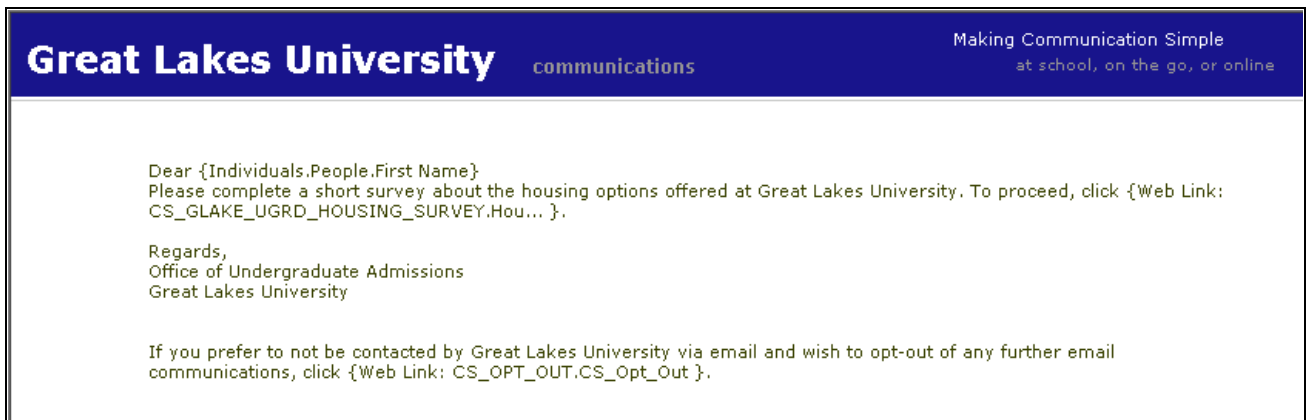 Great Lakes University communications
Making Communication Simple
at school, on the go, or online
Dear {Individuals.People.First Name}
Please complete a short survey about the housing options offered at Great Lakes University. To proceed, click {Web Link:
CS_GLAKE_UGRD_HOUSING_SURVEY.Hou... }.
Regards,
Office of Undergraduate Admissions
Great Lakes University
If you prefer to not be contacted by Great Lakes University via email and wish to opt-out of any further email
communications, click {Web Link: CS_OPT_OUT.CS_Opt_Out }.